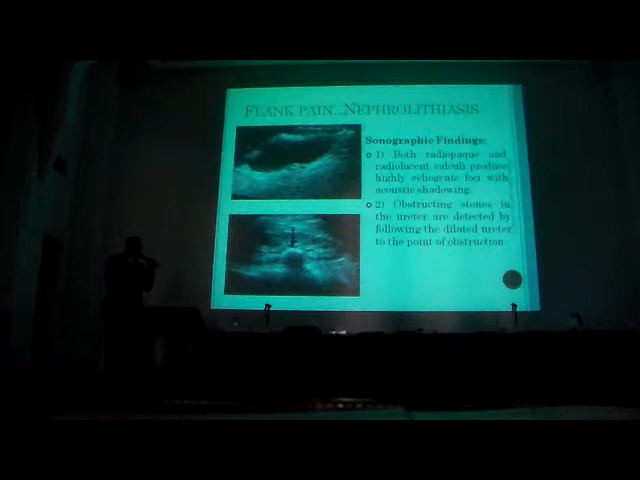 FLANK PAIN...NEPHROLITHIASIS
Sonographic Findings:
1) Both radiopaque and
radiolucent calculi produce
highly echogenic foci with
acoustic shadowing.
2) Obstructing stones in
the ureter are detected by
following the dilated ureter
to the point of obstruction.